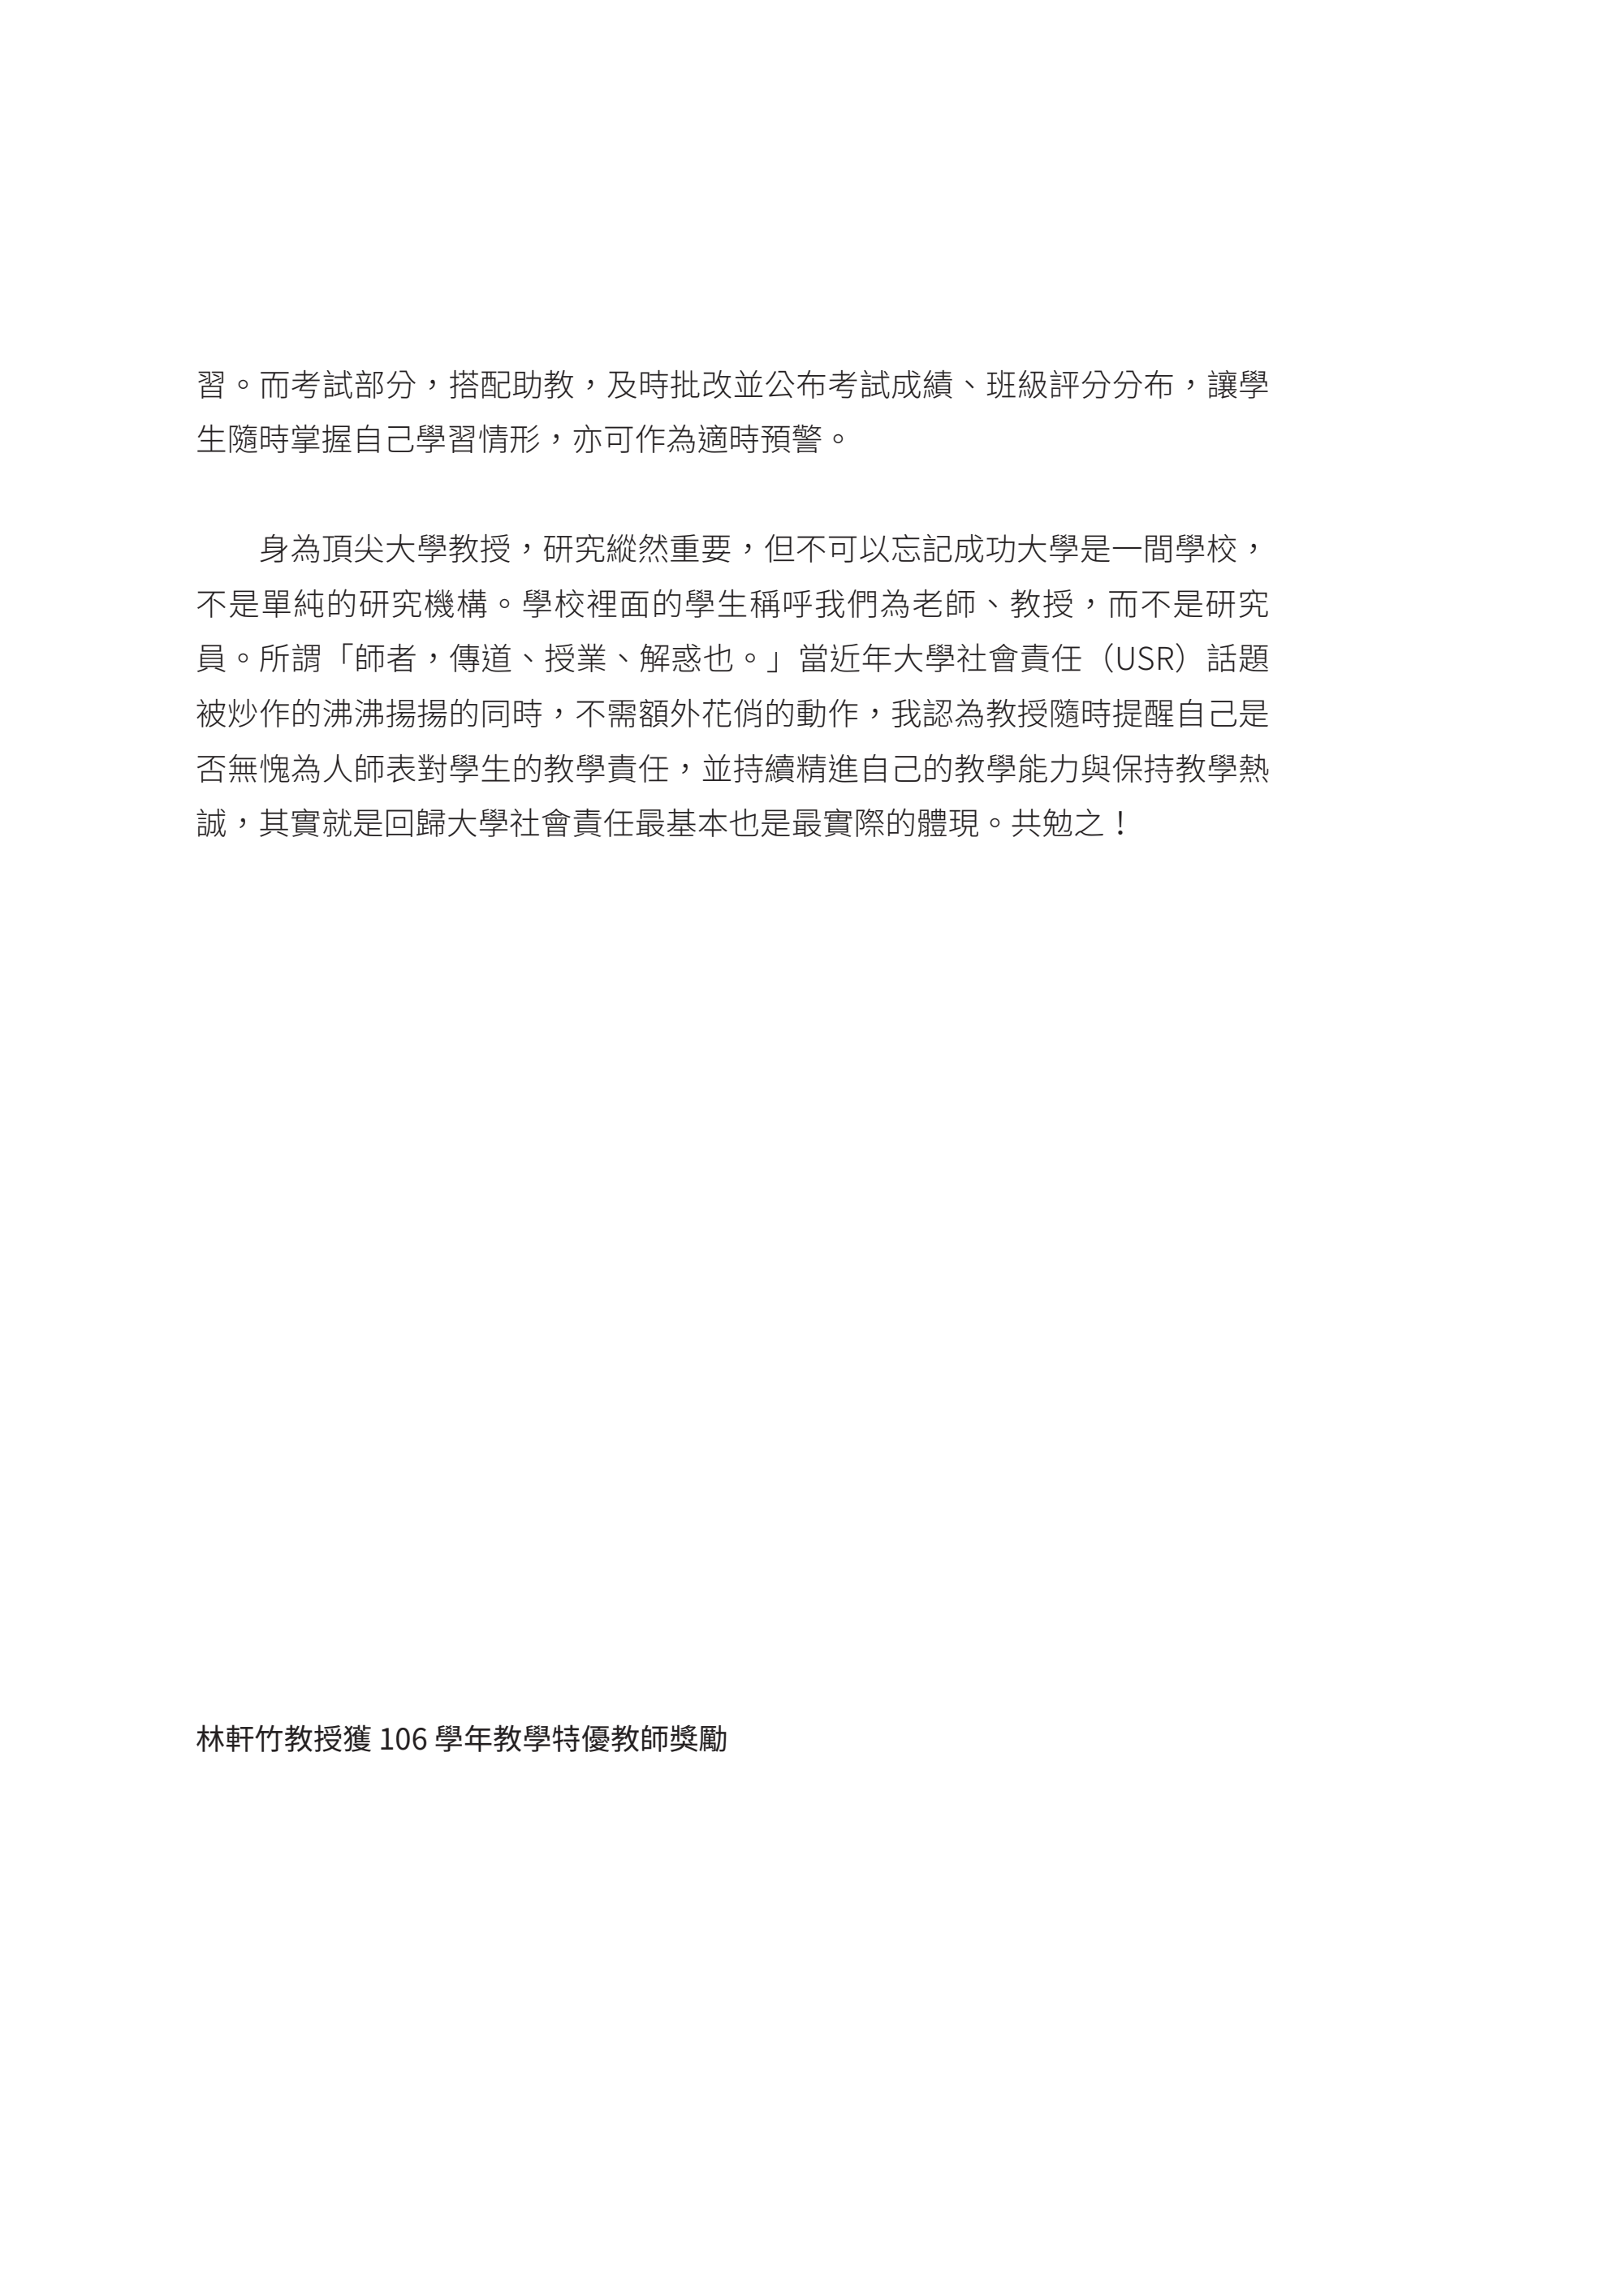 習。而考試部分，搭配助教，及時批改並公布考試成績、班級評分分布，讓學
生隨時掌握自己學習情形，亦可作為適時預警。
身為頂尖大學教授，研究縱然重要，但不可以忘記成功大學是一間學校，
不是單純的研究機構。學校裡面的學生稱呼我們為老師、教授，而不是研究
員。所謂「師者，傳道、授業、解惑也。」當近年大學社會責任（USR）話題
被炒作的沸沸揚揚的同時，不需額外花俏的動作，我認為教授隨時提醒自己是
否無愧為人師表對學生的教學責任，並持續精進自己的教學能力與保持教學熱
誠，其實就是回歸大學社會責任最基本也是最實際的體現。共勉之！
林軒竹教授獲 106 學年教學特優教師獎勵